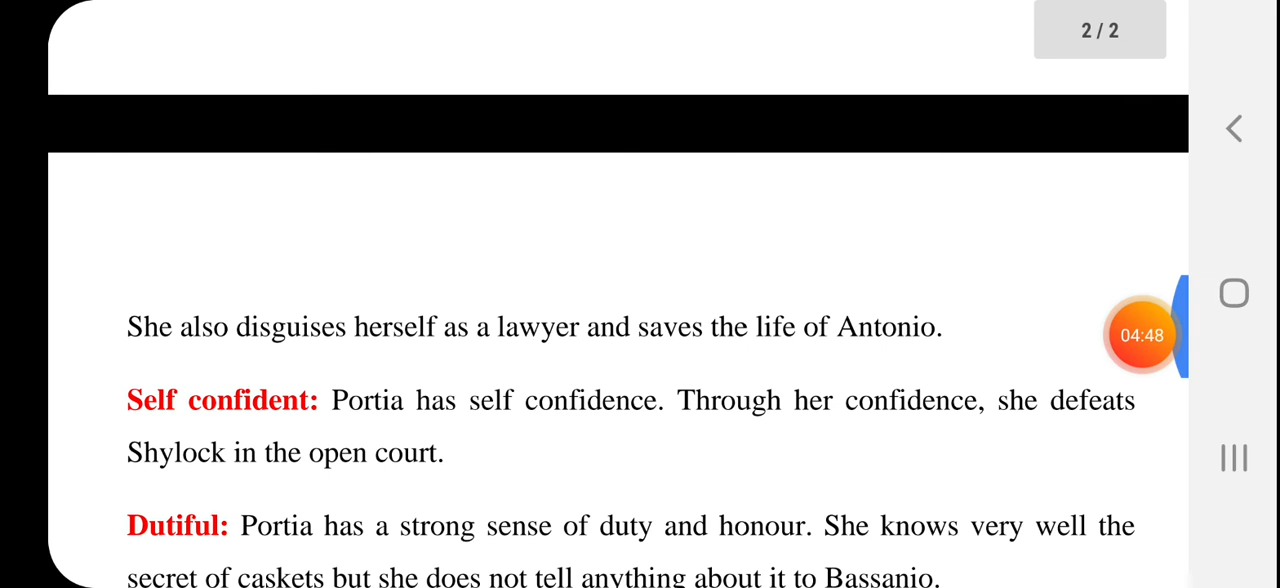 2 / 2
She also disguises herself as a lawyer and saves the life of Antonio.
04:48
Self confident: Portia has self confidence. Through her confidence, she defeats
Shylock in the open court.
Dutiful: Portia has a strong sense of duty and honour. She knows very well the
secret of caskets but she does not tell anything about it to Bassanio.